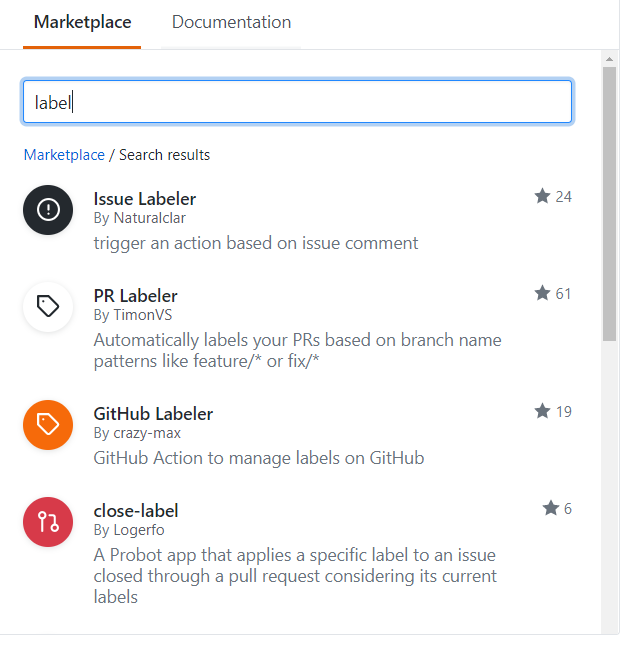 Marketplace Documentation
label
Marketplace / Search results
Issue Labeler 24
By Naturalclar
trigger an action based on issue comment
PR Labeler 61
By TimonVS
Automatically labels your PRs based on branch name
patterns like feature/* or fix/*
GitHub Labeler 19
By crazy-max
GitHub Action to manage labels on GitHub
close-label 6
By Logerfo
A Probot app that applies a specific label to an issue
closed through a pull request considering its current
labels